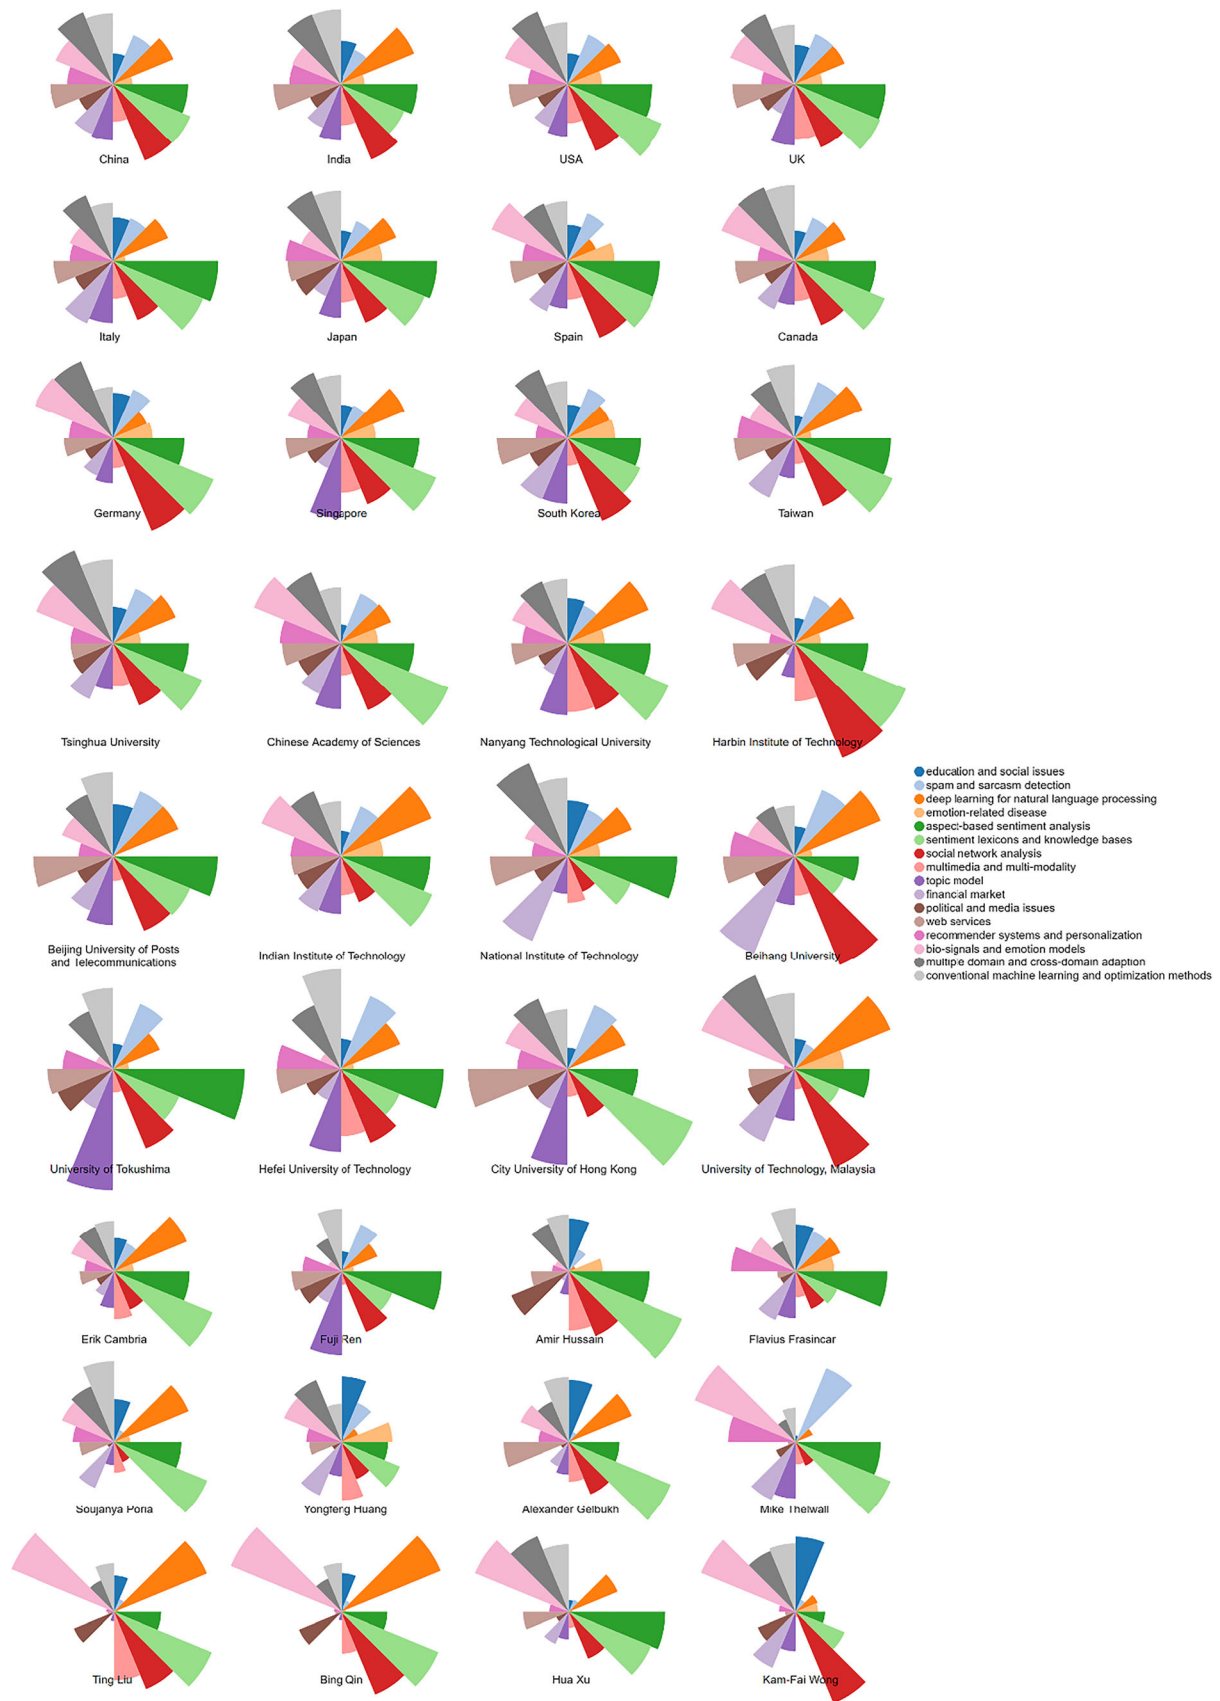 China
India
USA
UK
Italy
Japan
Spain
Canada
Germany
Singapore
South Korea
Taiwan
Tsinghua University
Chinese Academy of Sciences
Nanyang Technological University
Harbin Institute of Technology
education and social issues
spam and sarcasm detection
deep learning for natural language processing
emotion-related disease
aspect-based sentiment analysis
sentiment lexicons and knowledge bases
social network analysis
multimedia and multi-modality
topic model
financial market
political and media issues
web services
recommender systems and personalization
bio-signals and emotion models
multiple domain and cross-domain adaption
conventional machine learning and optimization methods
Beijing University of Posts
and Telecommunications
Indian Institute of Technology
National Institute of Technology
Beihang University
University of Tokushima
Hefei University of Technology
City University of Hong Kong
University of Technology, Malaysia
Erik Cambria
Fuji Ren
Amir Hussain
Flavius Frasincar
Soujanya Poria
Yongfeng Huang
Alexander Gelbukh
Mike Thelwall
Ting Liu
Bing Qin
Hua Xu
Kam-Fai Wong